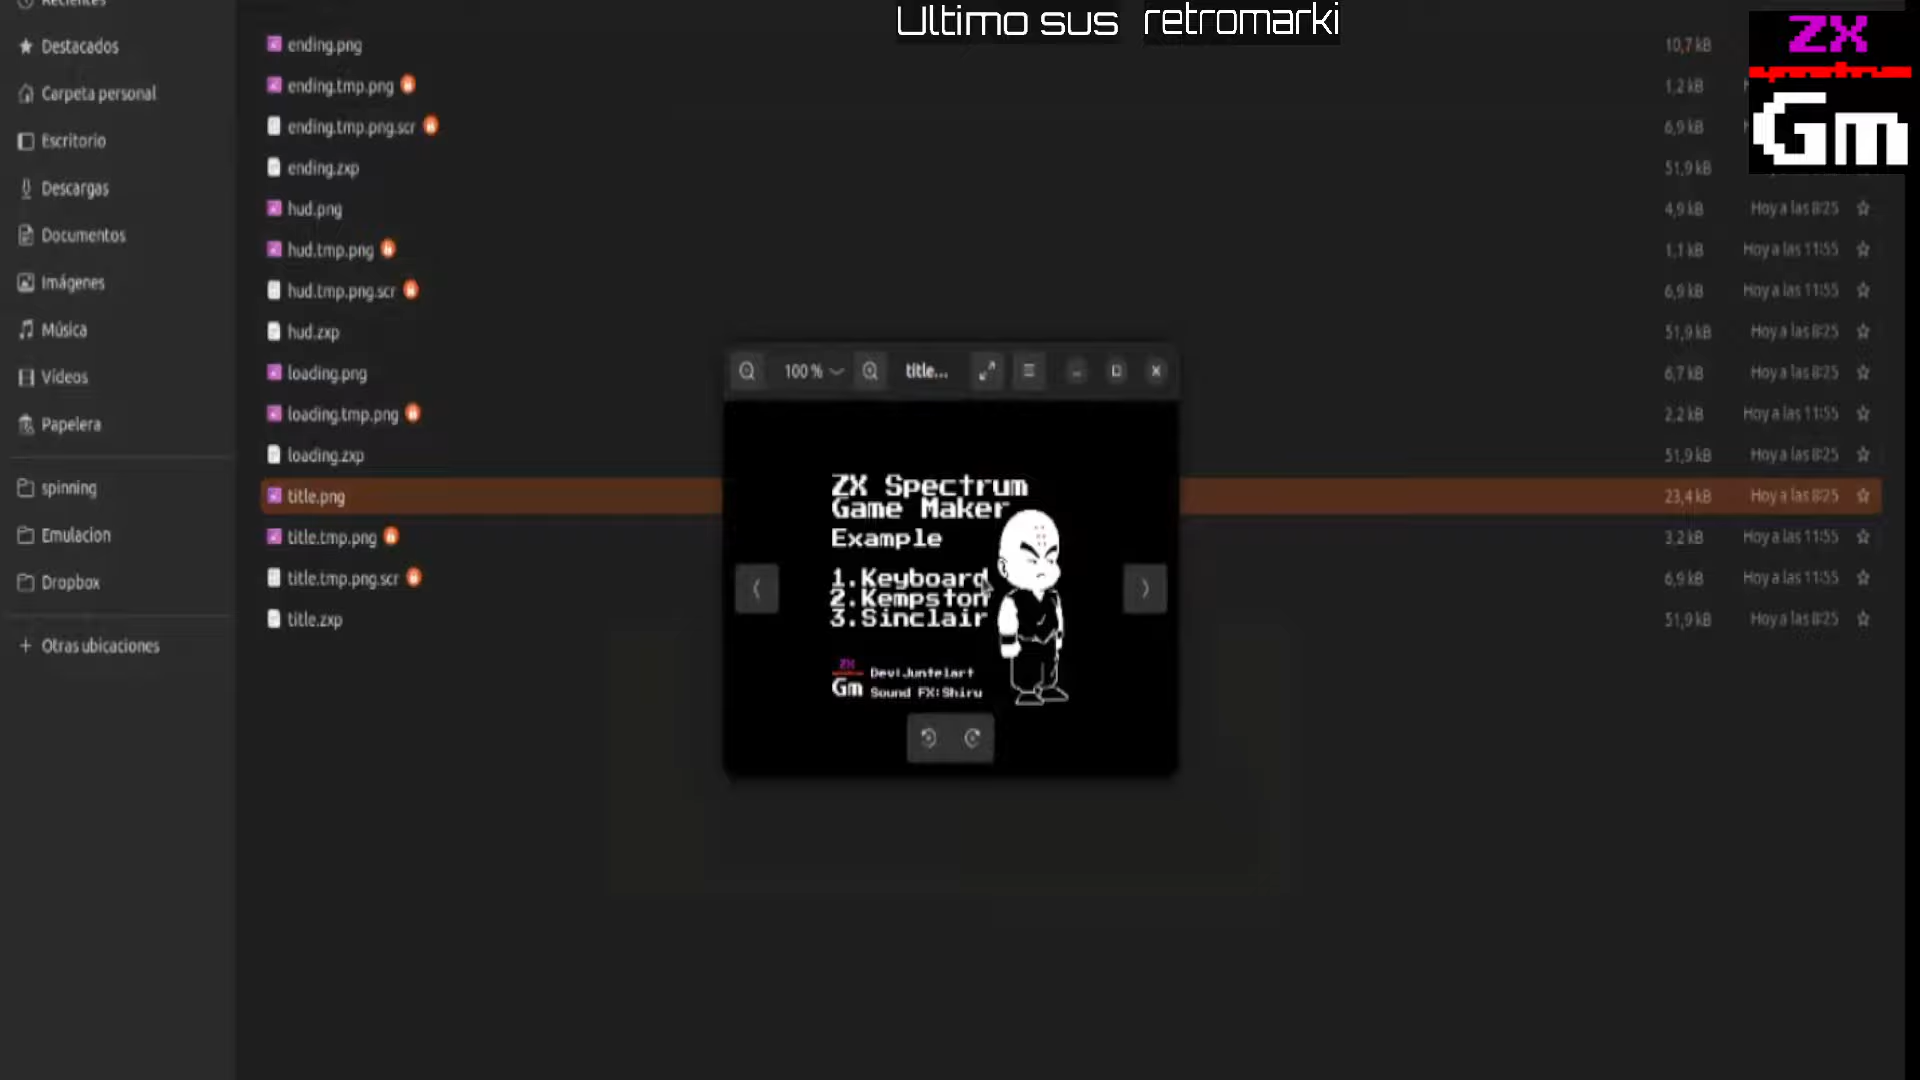 Ultimo sus retromarki
ZX
spectrum
Gm
Recientes
Destacados
Carpeta personal
Escritorio
Descargas
Documentos
Imágenes
Música
Vídeos
Papelera
spinning
Emulacion
Dropbox
+ Otras ubicaciones
ending.png 10,7 kB
ending.tmp.png 1,2 kB
ending.tmp.png.scr 6,9 kB
ending.zxp 51,9 kB
hud.png 4,9 kB Hoy a las 8:25
hud.tmp.png 1,1 kB Hoy a las 11:55
hud.tmp.png.scr 6,9 kB Hoy a las 11:55
hud.zxp 51,9 kB Hoy a las 8:25
loading.png 6,7 kB Hoy a las 8:25
loading.tmp.png 2,2 kB Hoy a las 11:55
loading.zxp 51,9 kB Hoy a las 8:25
title.png 23,4 kB Hoy a las 8:25
title.tmp.png 3,2 kB Hoy a las 11:55
title.tmp.png.scr 6,9 kB Hoy a las 11:55
title.zxp 51,9 kB Hoy a las 8:25
100 % title...
ZX Spectrum
Game Maker
Example
1.Keyboard
2.Kempston
3.Sinclair
ZX
Gm
Dev:Juntelart
Sound FX:Shiru